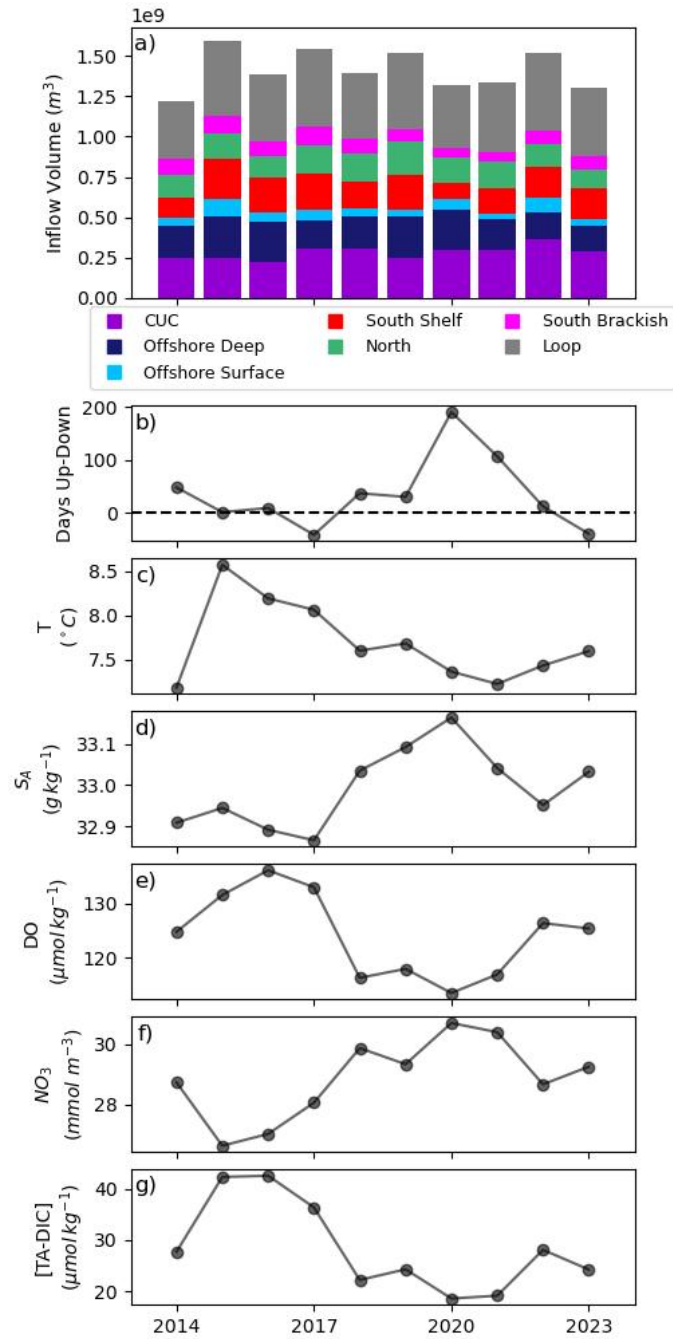 1e9
a)
Inflow Volume (m³)
1.50
1.25
1.00
0.75
0.50
0.25
0.00
CUC South Shelf South Brackish
Offshore Deep North Loop
Offshore Surface
b)
Days Up-Down
200
100
0
c)
T
(°C)
8.5
8.0
7.5
d)
S_A
(g kg⁻¹)
33.1
33.0
32.9
e)
DO
(μmol kg⁻¹)
130
120
f)
NO₃
(mmol m⁻³)
30
28
g)
[TA-DIC]
(μmol kg⁻¹)
40
30
20
2014 2017 2020 2023